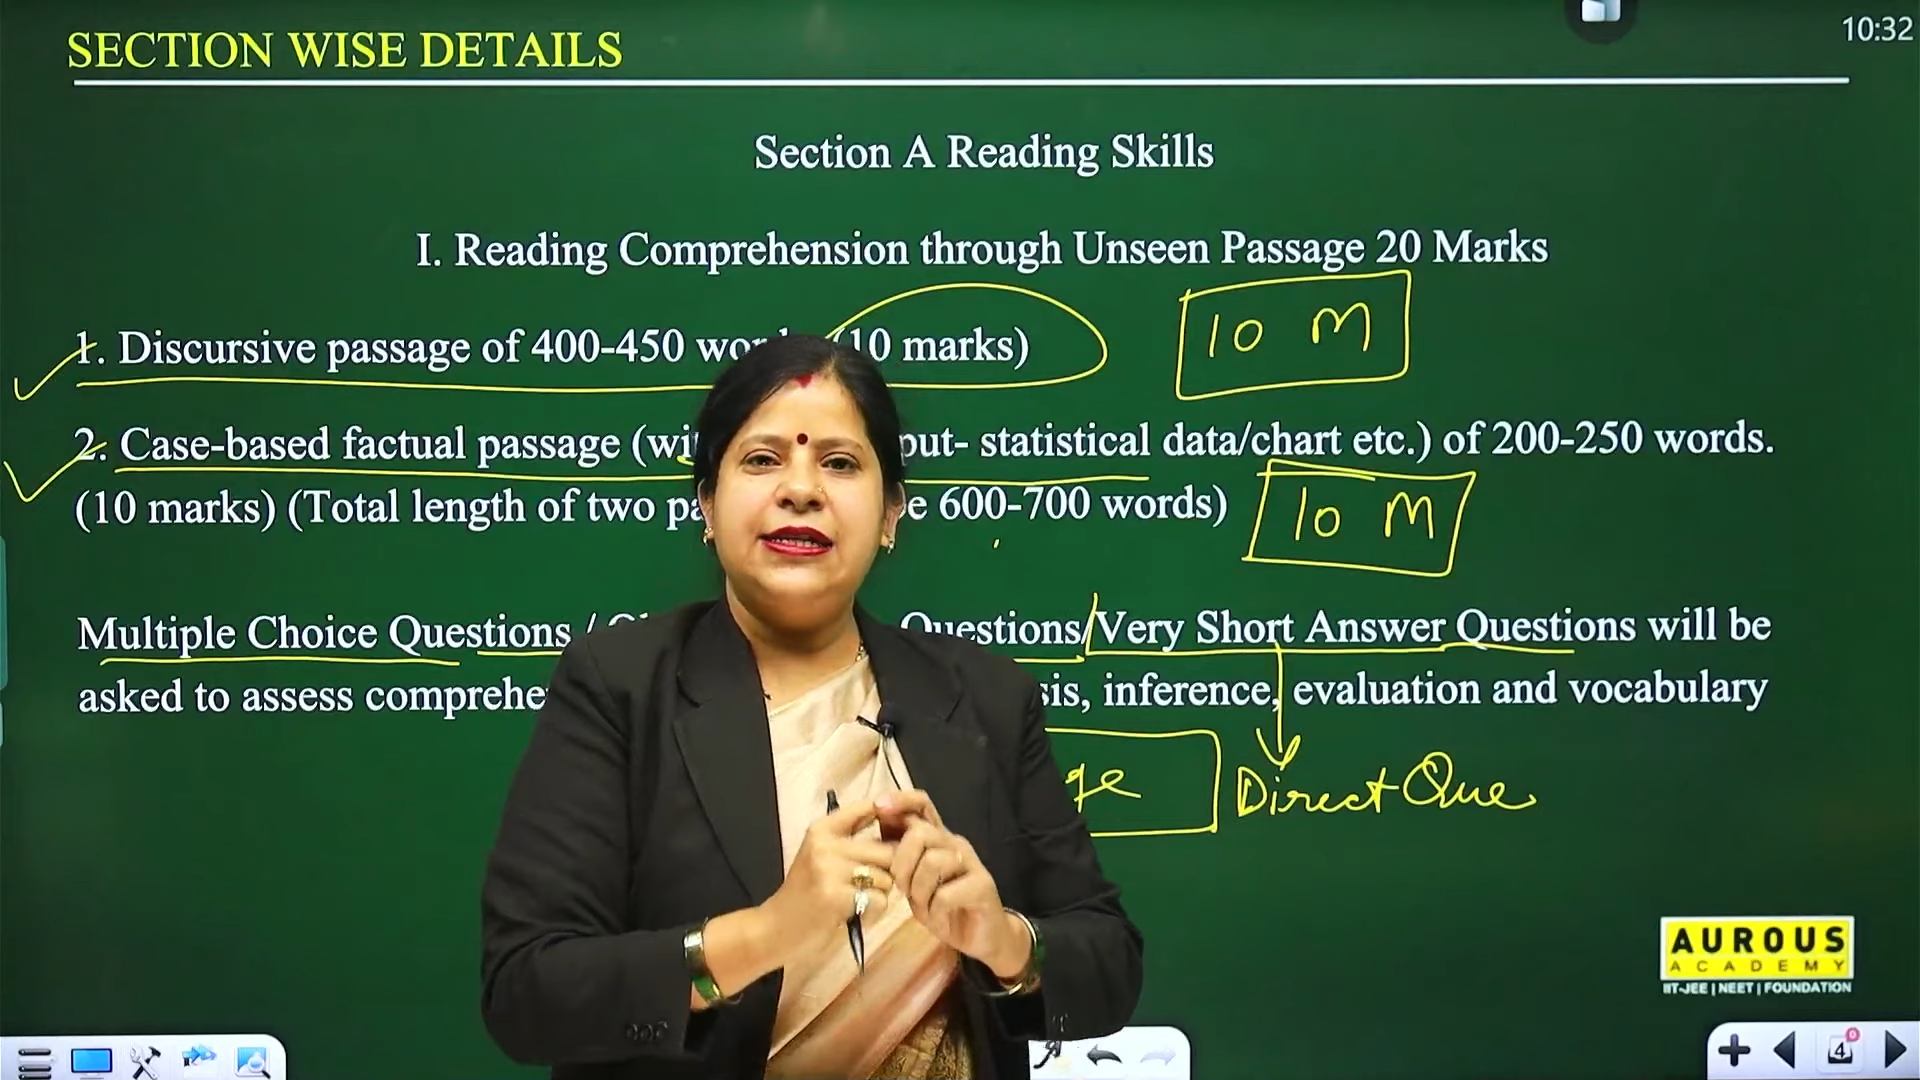 10:32
SECTION WISE DETAILS
Section A Reading Skills
I. Reading Comprehension through Unseen Passage 20 Marks
1. Discursive passage of 400-450 (10 marks)
10 M
2. Case-based factual passage statistical data/chart etc.) of 200-250 words.
(10 marks) (Total length of two 600-700 words)
10 M
Multiple Choice Questions / Questions/Very Short Answer Questions will be
asked to assess inference, evaluation and vocabulary
Direct Que
AUROUS
ACADEMY
IIT-JEE | NEET | FOUNDATION
4
0